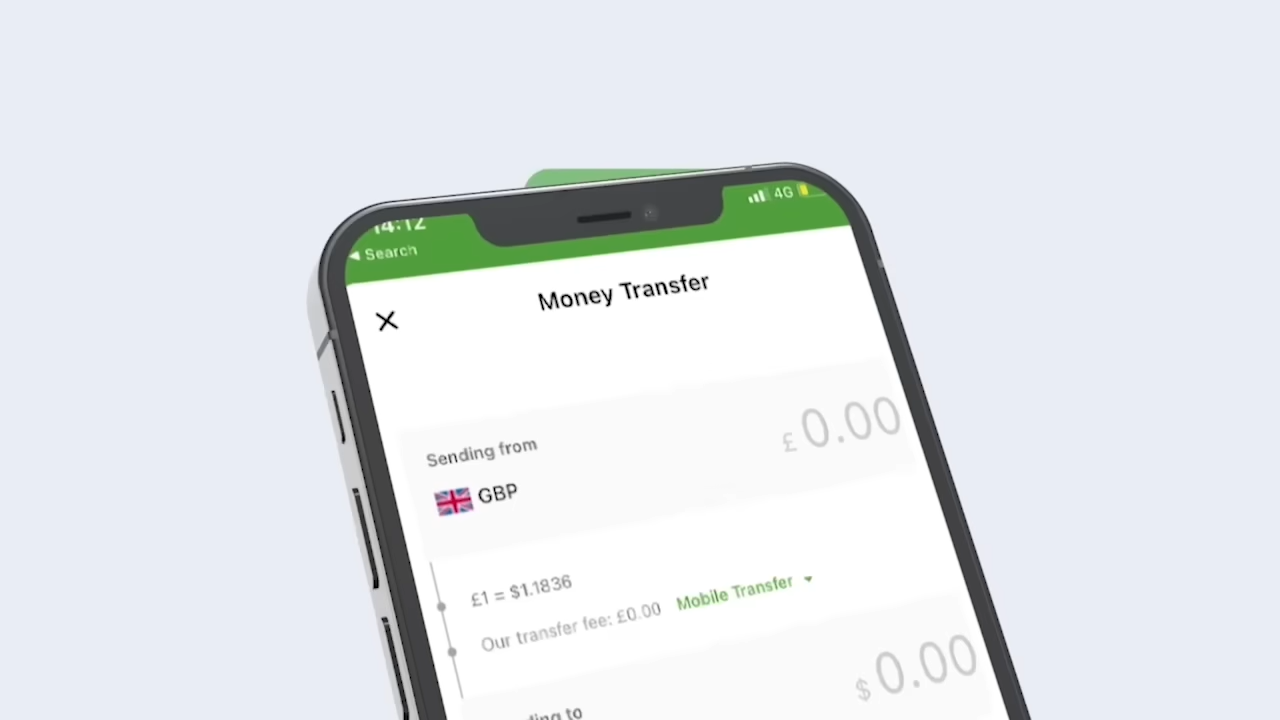 14:12
4G
◀ Search
Money Transfer
Sending from
£ 0.00
GBP
£1 = $1.1836
Our transfer fee: £0.00 Mobile Transfer
$ 0.00
to